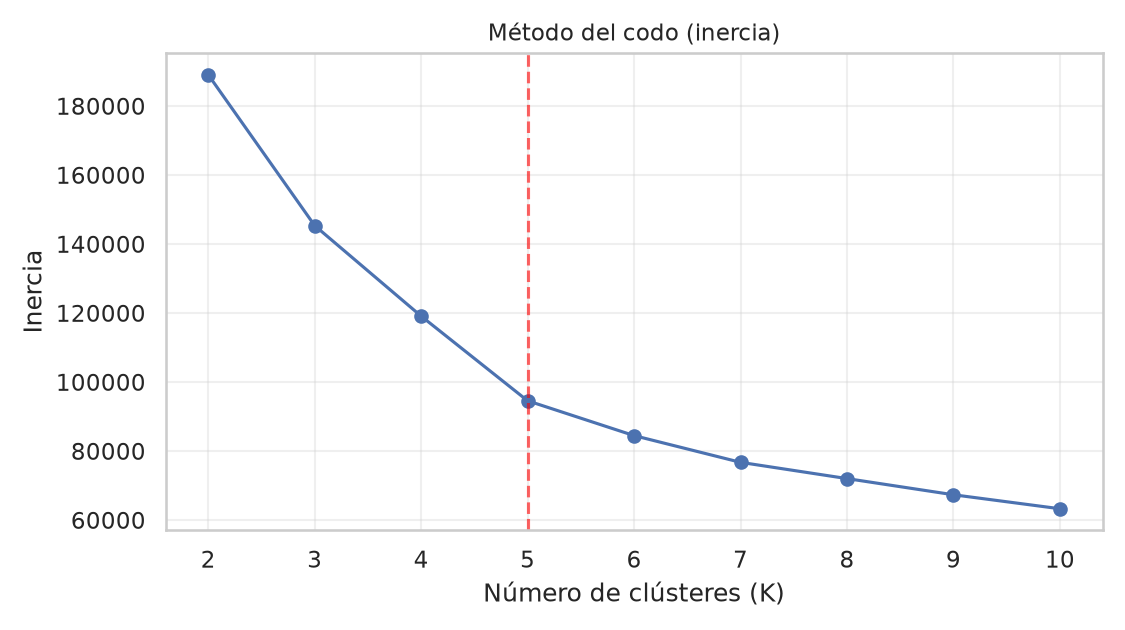 Método del codo (inercia)
180000
160000
140000
120000
100000
80000
60000
Inercia
2 3 4 5 6 7 8 9 10
Número de clústeres (K)